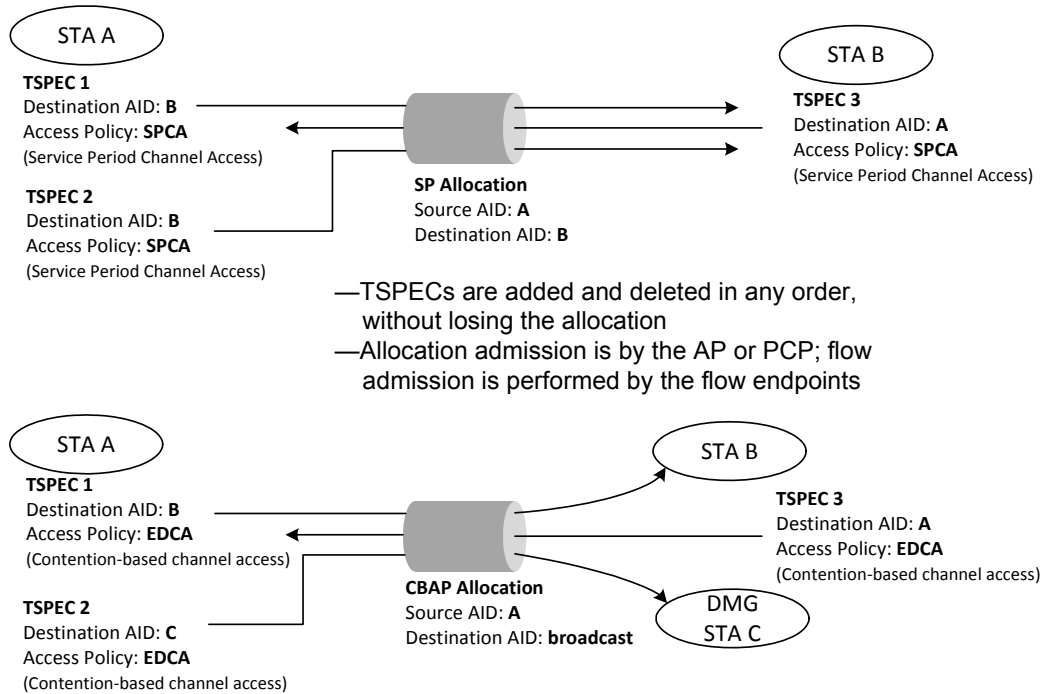 STA A
TSPEC 1
Destination AID: B
Access Policy: SPCA
(Service Period Channel Access)
TSPEC 2
Destination AID: B
Access Policy: SPCA
(Service Period Channel Access)
SP Allocation
Source AID: A
Destination AID: B
STA B
TSPEC 3
Destination AID: A
Access Policy: SPCA
(Service Period Channel Access)
—TSPECs are added and deleted in any order,
without losing the allocation
—Allocation admission is by the AP or PCP; flow
admission is performed by the flow endpoints
STA A
TSPEC 1
Destination AID: B
Access Policy: EDCA
(Contention-based channel access)
TSPEC 2
Destination AID: C
Access Policy: EDCA
(Contention-based channel access)
CBAP Allocation
Source AID: A
Destination AID: broadcast
STA B
TSPEC 3
Destination AID: A
Access Policy: EDCA
(Contention-based channel access)
DMG
STA C